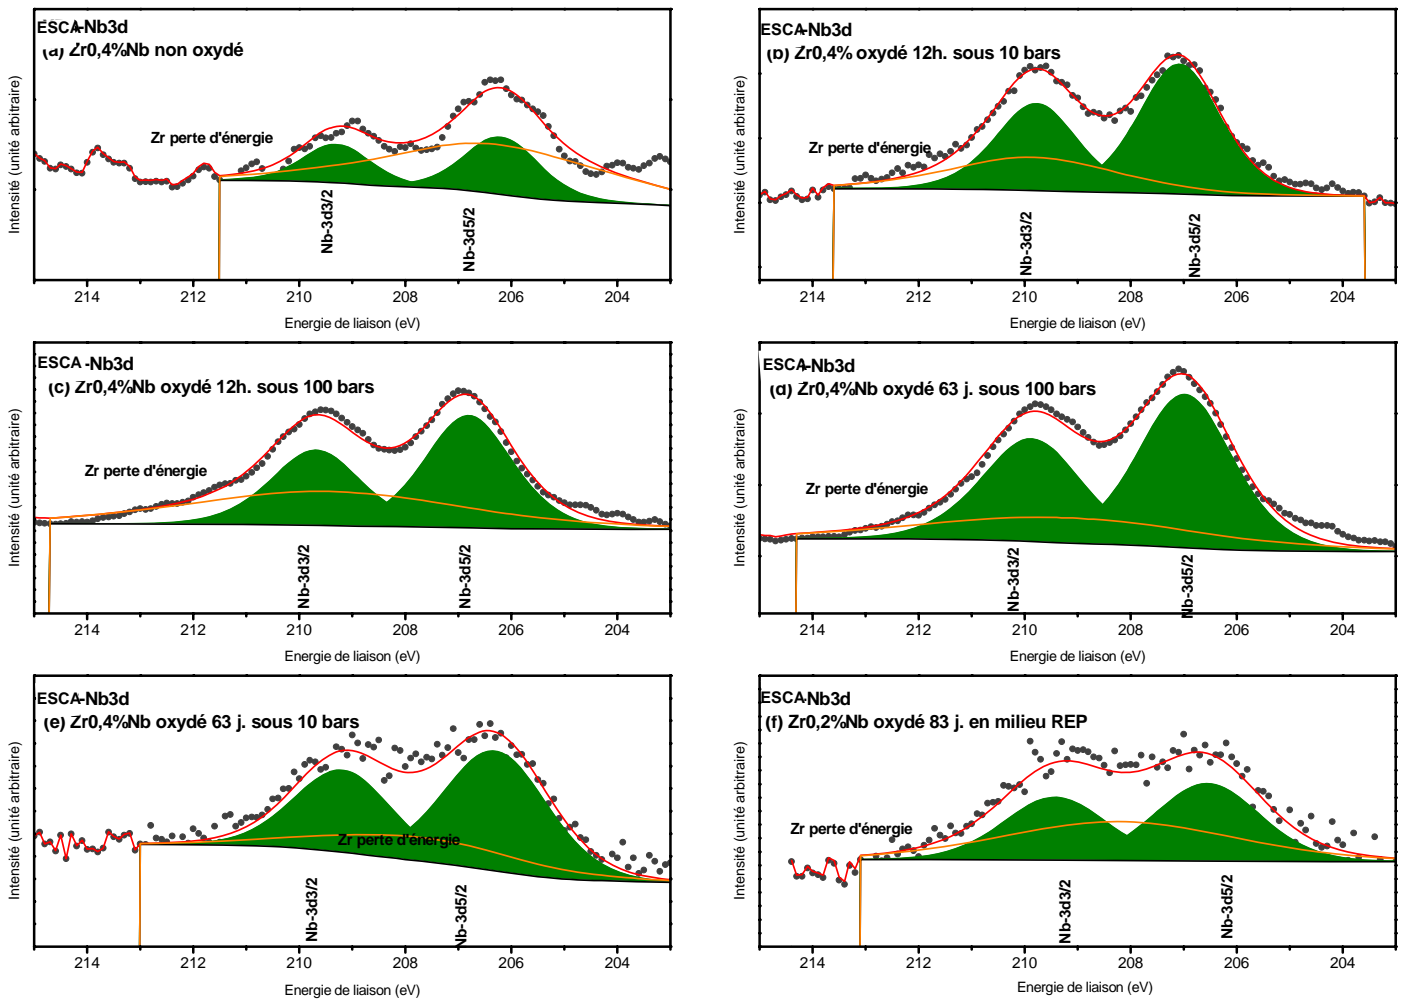 ESCA-Nb3d
(a) Zr0,4%Nb non oxydé
Zr perte d'énergie
Nb-3d3/2
Nb-3d5/2
Intensité (unité arbitraire)
214 212 210 208 206 204
Energie de liaison (eV)
ESCA-Nb3d
(b) Zr0,4% oxydé 12h. sous 10 bars
Zr perte d'énergie
Nb-3d3/2
Nb-3d5/2
Intensité (unité arbitraire)
214 212 210 208 206 204
Energie de liaison (eV)
ESCA -Nb3d
(c) Zr0,4%Nb oxydé 12h. sous 100 bars
Zr perte d'énergie
Nb-3d3/2
Nb-3d5/2
Intensité (unité arbitraire)
214 212 210 208 206 204
Energie de liaison (eV)
ESCA-Nb3d
(d) Zr0,4%Nb oxydé 63 j. sous 100 bars
Zr perte d'énergie
Nb-3d3/2
Nb-3d5/2
Intensité (unité arbitraire)
214 212 210 208 206 204
Energie de liaison (eV)
ESCA-Nb3d
(e) Zr0,4%Nb oxydé 63 j. sous 10 bars
Zr perte d'énergie
Nb-3d3/2
Nb-3d5/2
Intensité (unité arbitraire)
214 212 210 208 206 204
Energie de liaison (eV)
ESCA-Nb3d
(f) Zr0,2%Nb oxydé 83 j. en milieu REP
Zr perte d'énergie
Nb-3d3/2
Nb-3d5/2
Intensité (unité arbitraire)
214 212 210 208 206 204
Energie de liaison (eV)